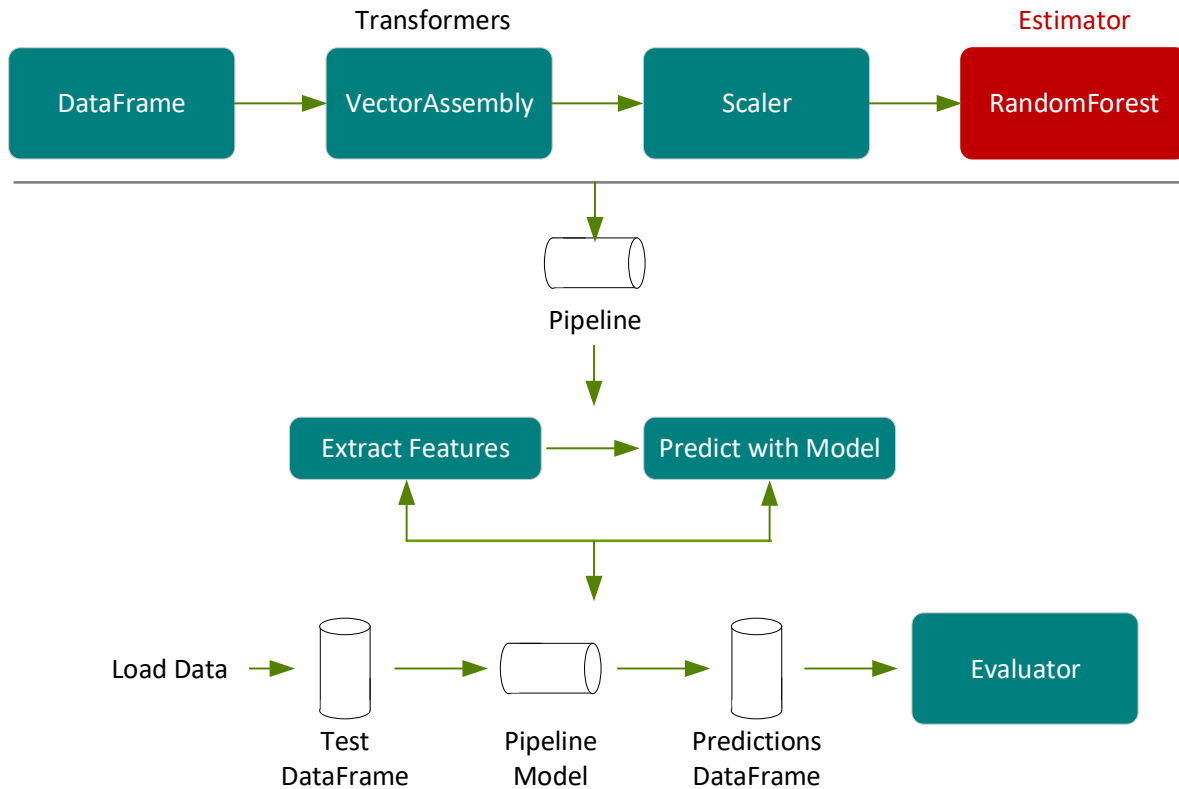 Transformers
Estimator
DataFrame
VectorAssembly
Scaler
RandomForest
Pipeline
Extract Features
Predict with Model
Load Data
Evaluator
Test
DataFrame
Pipeline
Model
Predictions
DataFrame